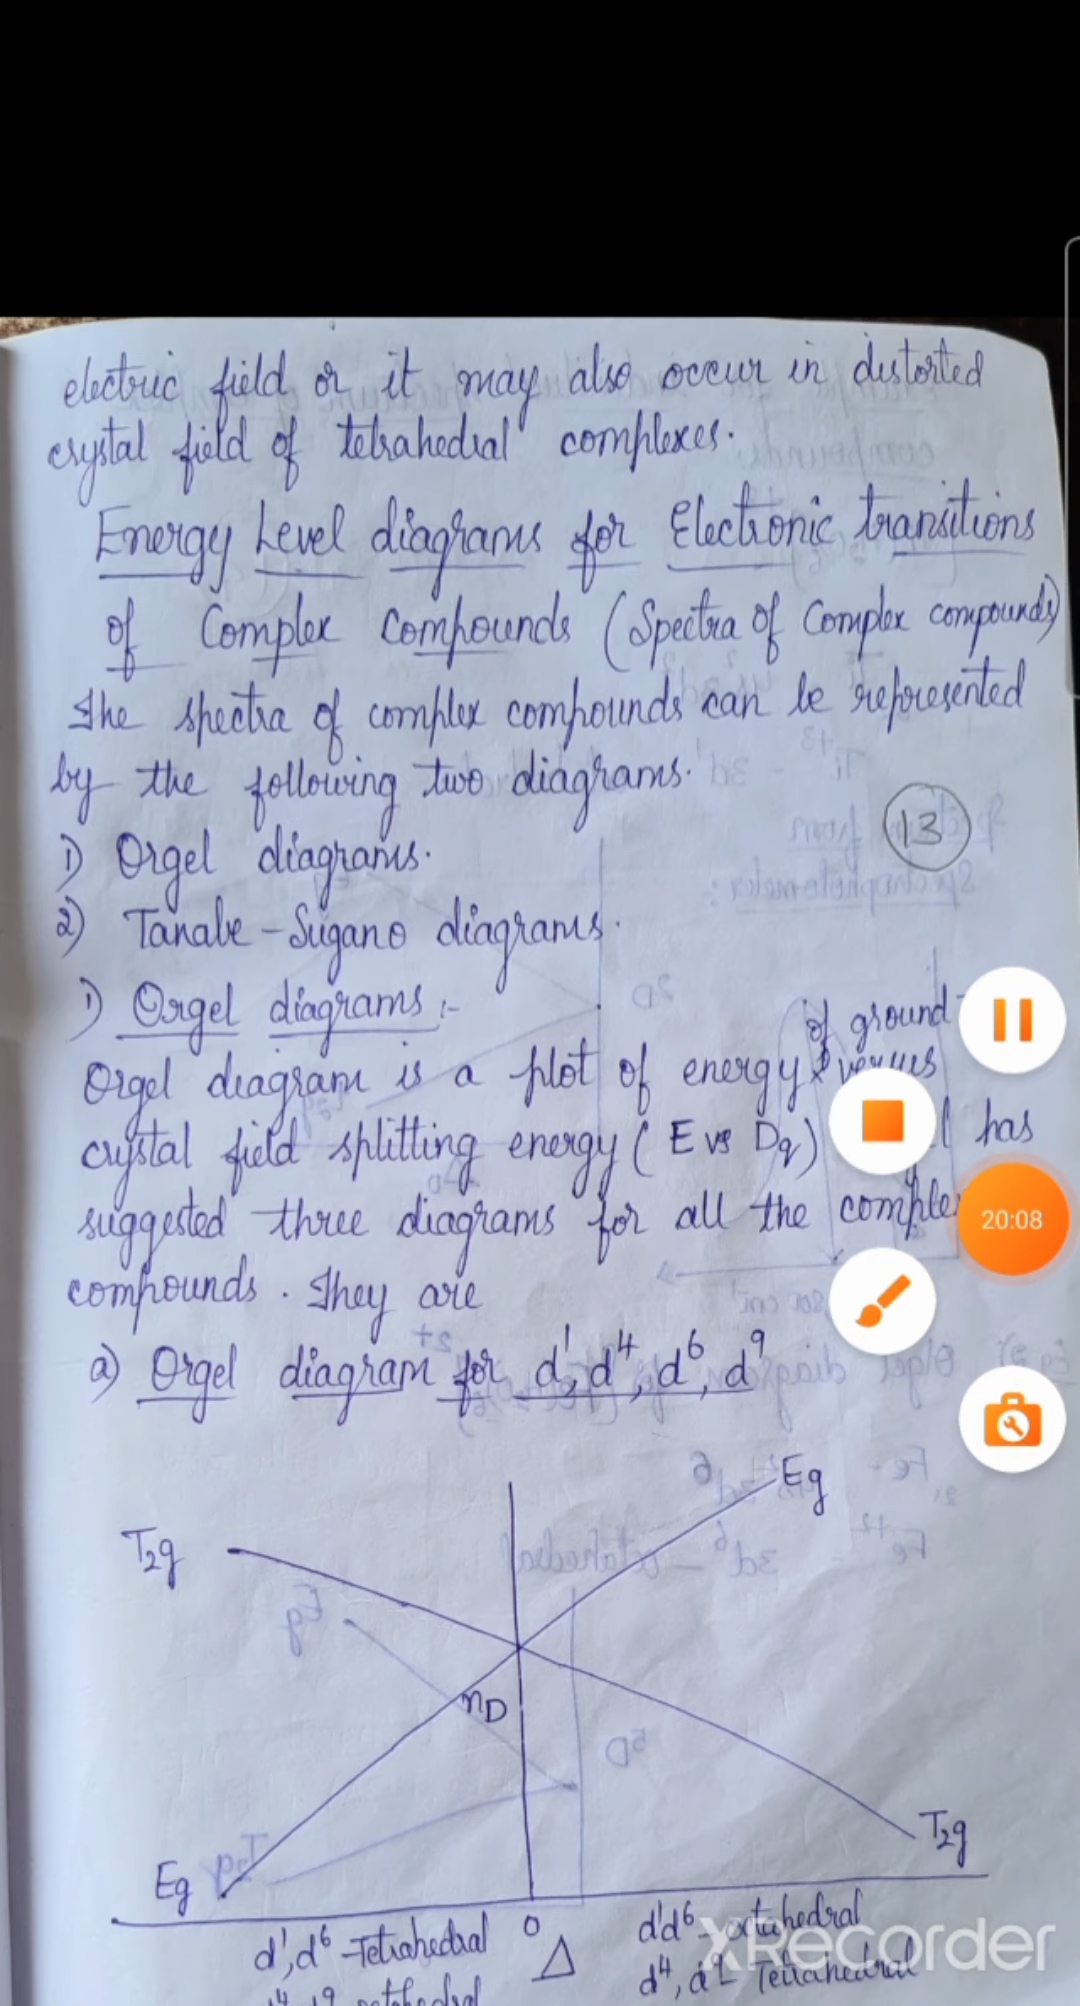 electric field or it may also occur in distorted
crystal field of tetrahedral complexes.
Energy Level diagrams for Electronic transitions
of Complex Compounds (Spectra of Complex compounds)
The spectra of complex compounds can be represented
by the following two diagrams.
13
1) Orgel diagrams.
2) Tanabe-Sugano diagrams.
1) Orgel diagrams:-
of ground
Orgel diagram is a plot of energy verses
crystal field splitting energy (E vs Dq) has
suggested three diagrams for all the
compounds. They are
20:08
a) Orgel diagram for d¹, d⁴, d⁶, d⁹
Eg
T₂g
nD
T₂g
Eg
d¹, d⁶ - Tetrahedral
0
Δ
d¹d⁶ - octahedral
d⁴, d⁹ - Tetrahedral
XRecorder